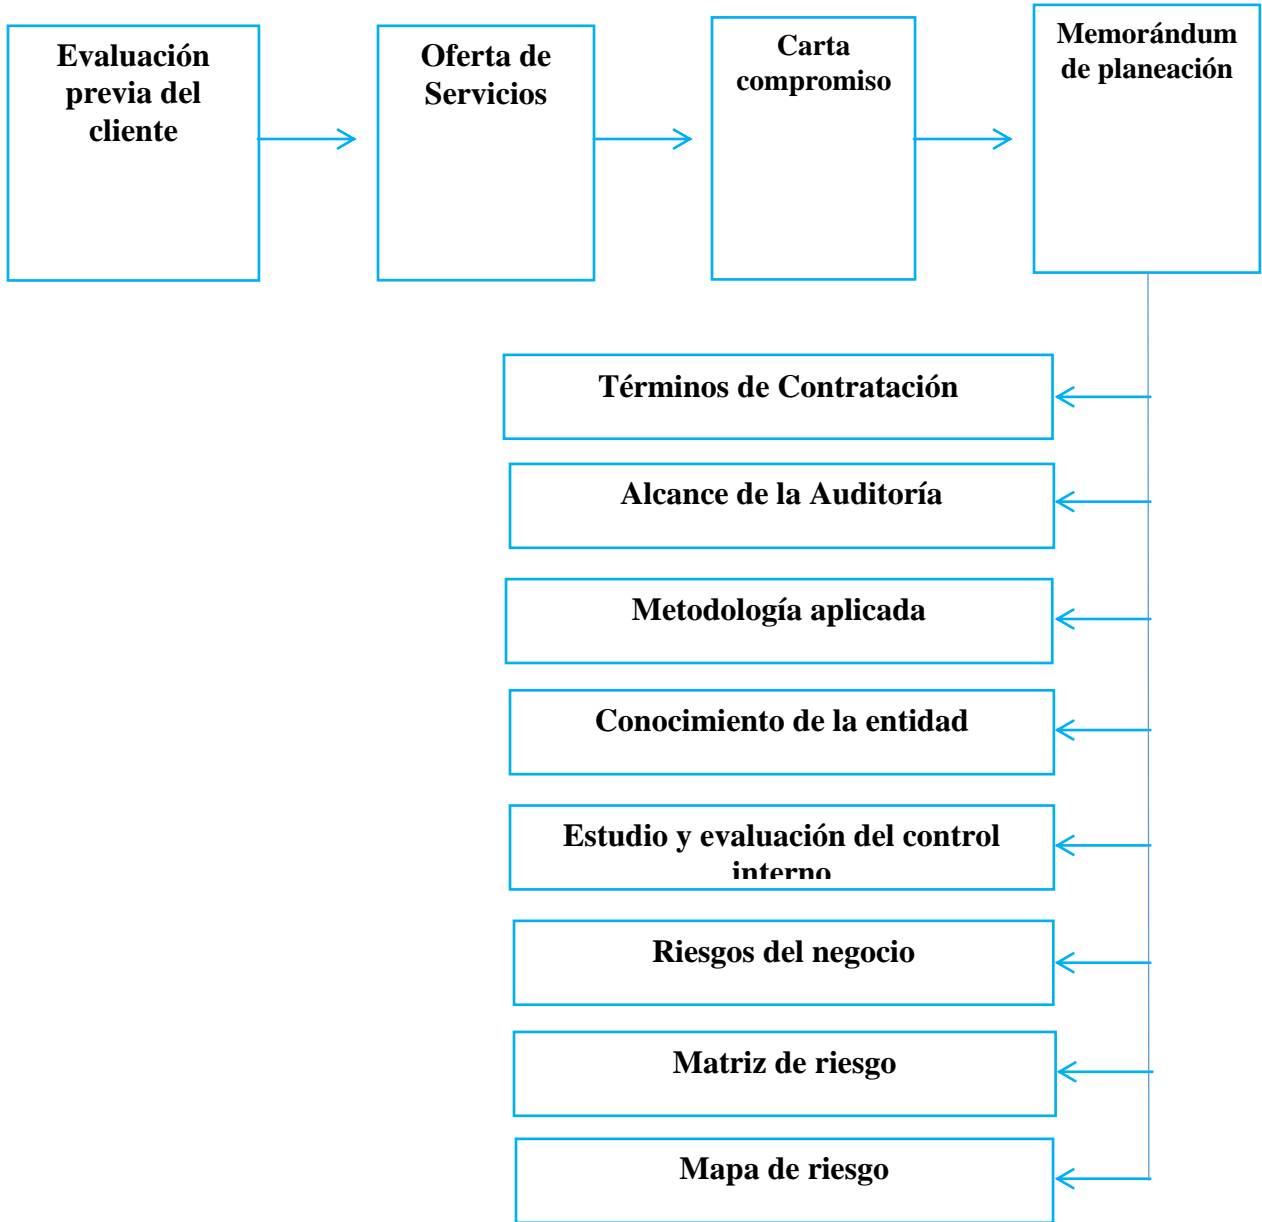 Evaluación
previa del
cliente
Oferta de
Servicios
Carta
compromiso
Memorándum
de planeación
Términos de Contratación
Alcance de la Auditoría
Metodología aplicada
Conocimiento de la entidad
Estudio y evaluación del control
interno
Riesgos del negocio
Matriz de riesgo
Mapa de riesgo